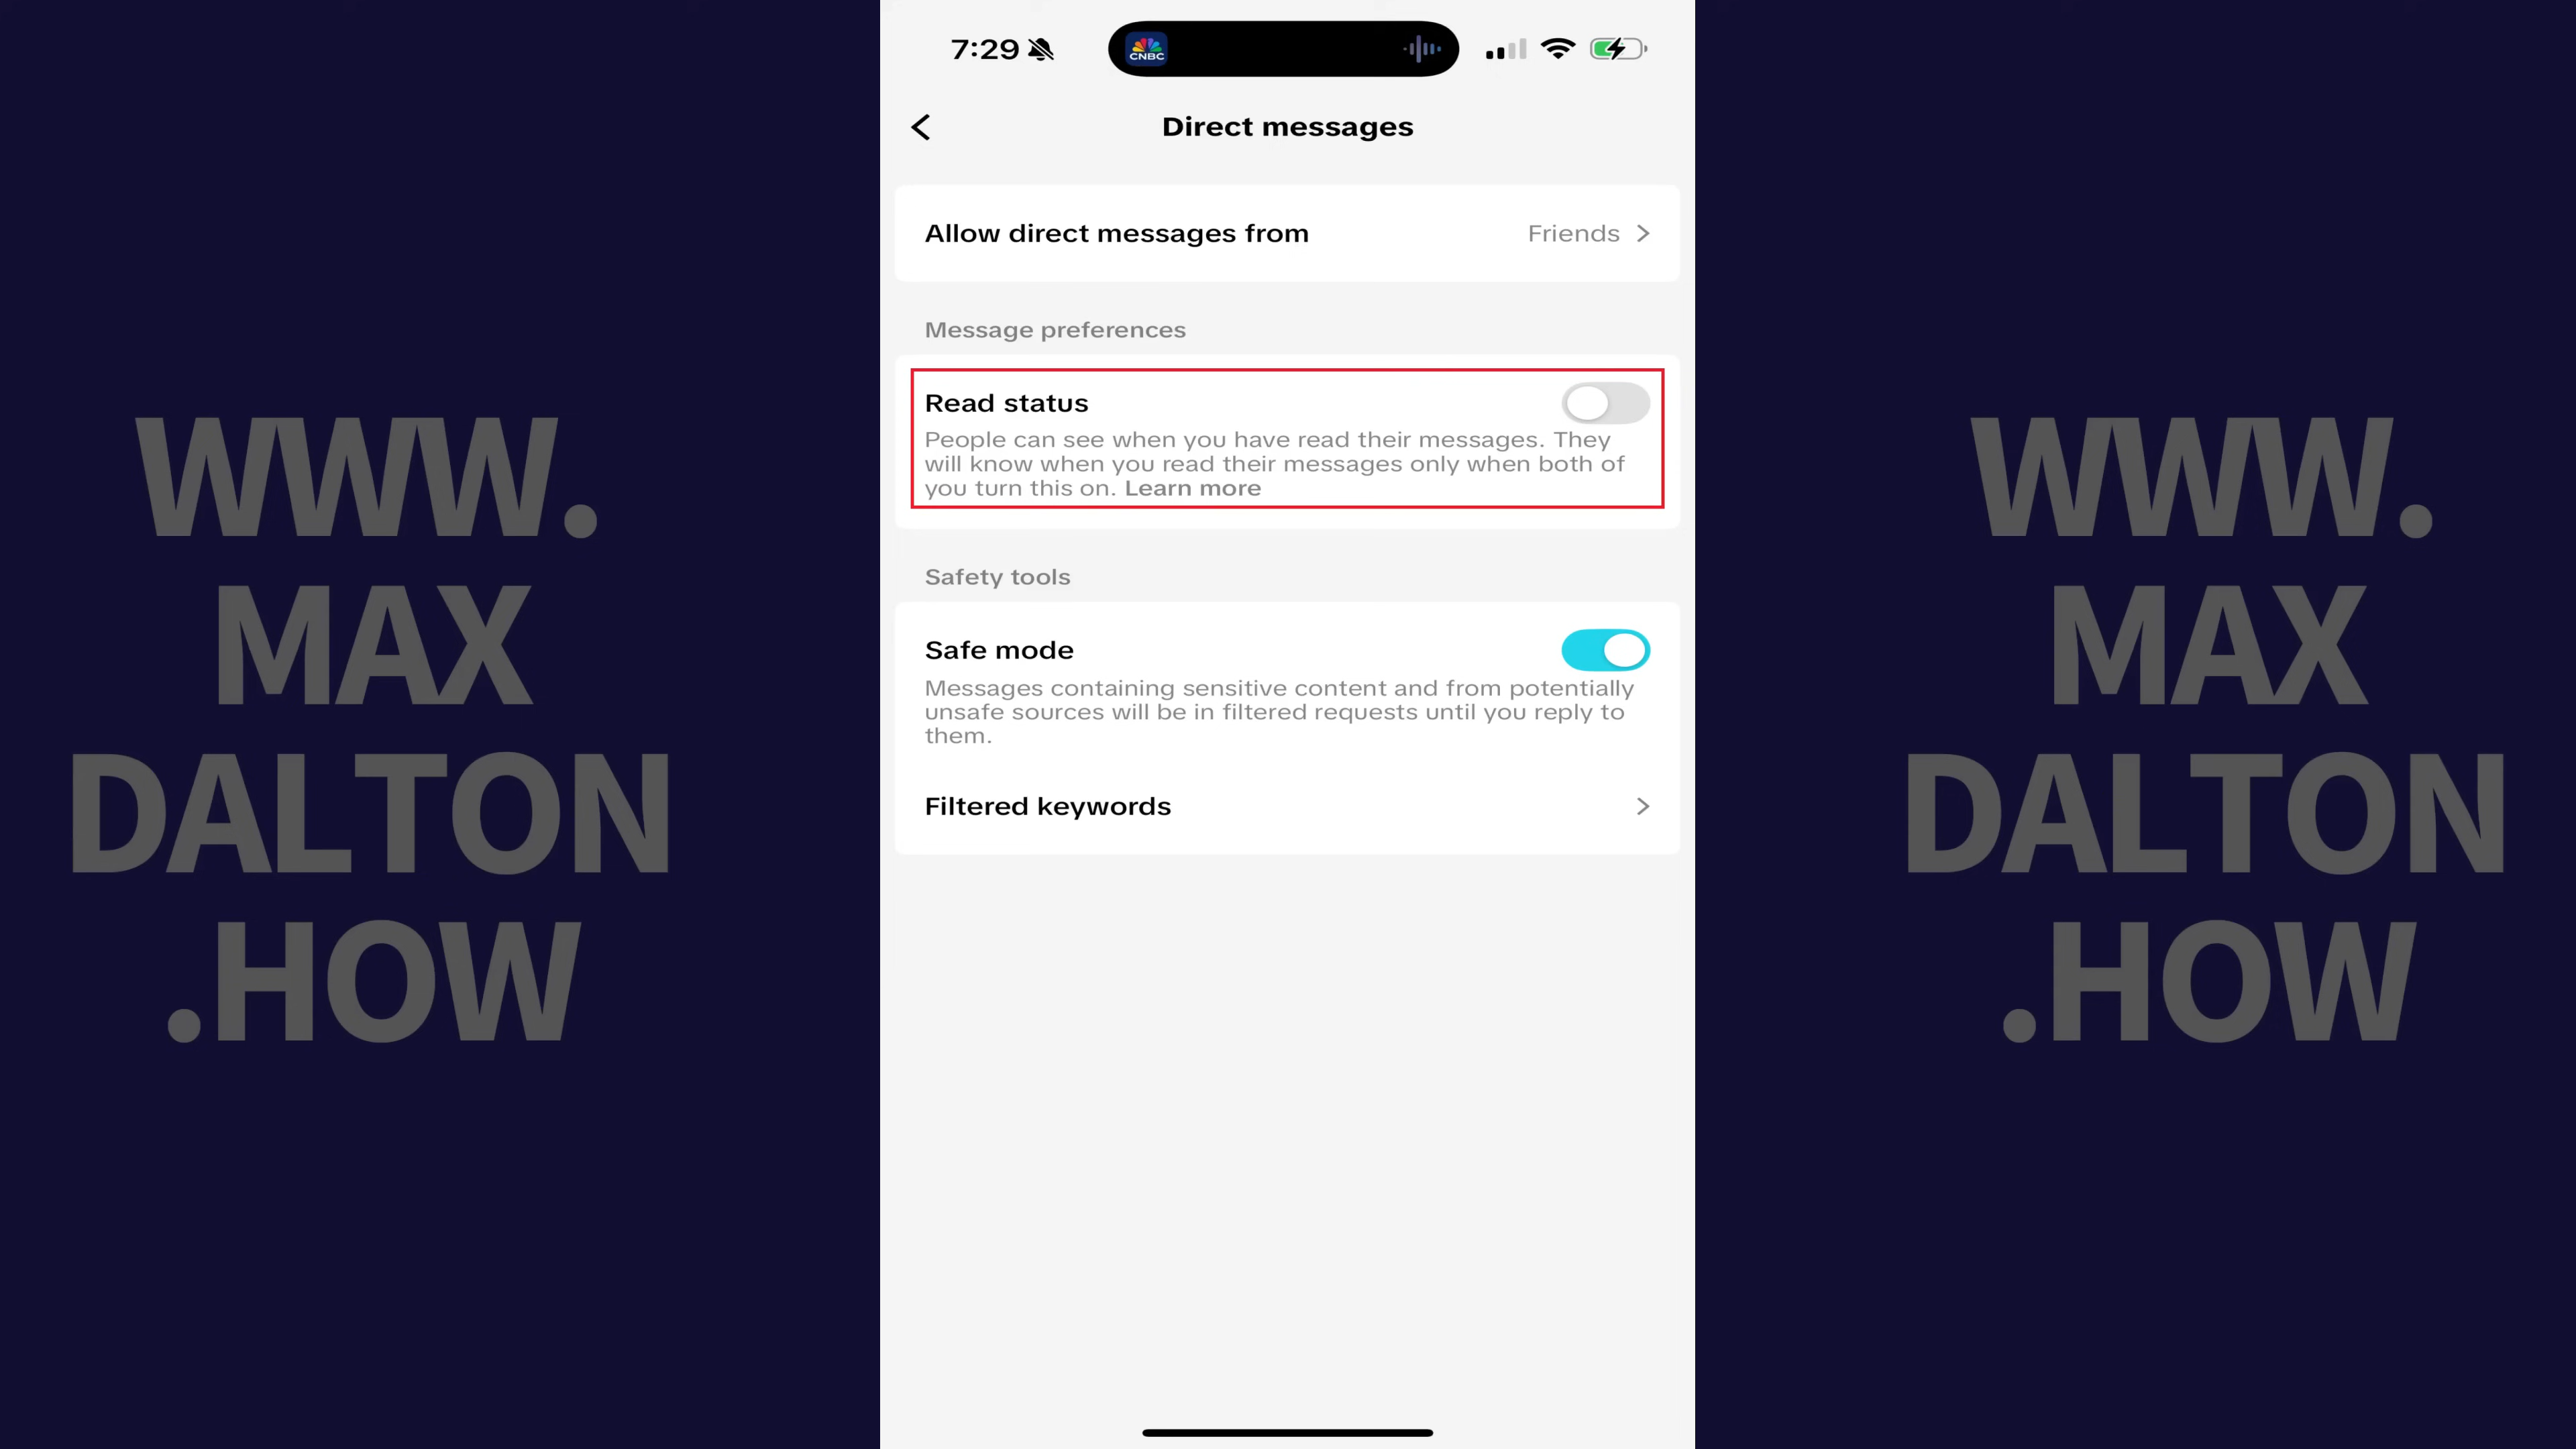 7:29
CNBC
Direct messages
Allow direct messages from Friends
Message preferences
Read status
People can see when you have read their messages. They
will know when you read their messages only when both of
you turn this on. Learn more
Safety tools
Safe mode
Messages containing sensitive content and from potentially
unsafe sources will be in filtered requests until you reply to
them.
Filtered keywords
WWW.
MAX
DALTON
.HOW
WWW.
MAX
DALTON
.HOW